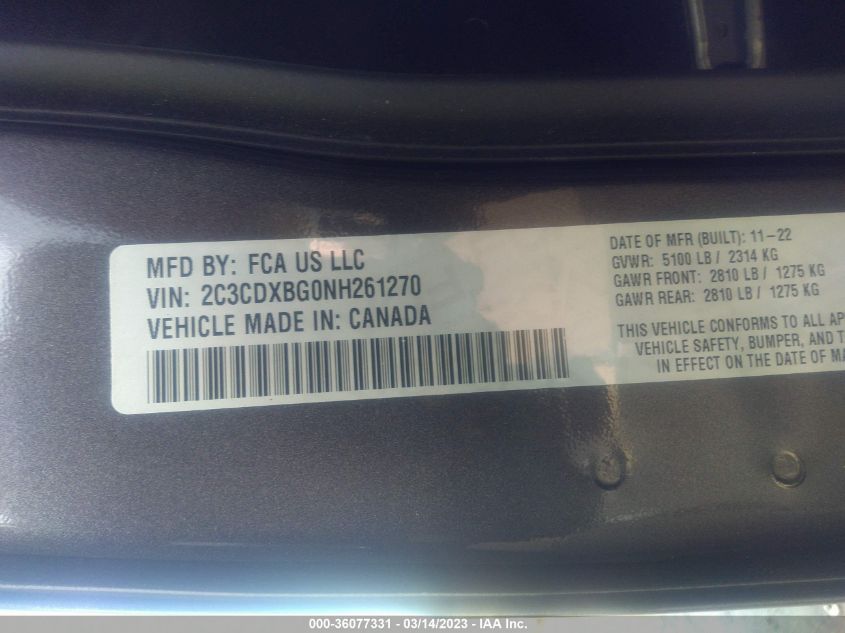 MFD BY: FCA US LLC
VIN: 2C3CDXBG0NH261270
VEHICLE MADE IN: CANADA
DATE OF MFR (BUILT): 11-22
GVWR: 5100 LB / 2314 KG
GAWR FRONT: 2810 LB / 1275 KG
GAWR REAR: 2810 LB / 1275 KG
THIS VEHICLE CONFORMS TO ALL AP
VEHICLE SAFETY, BUMPER, AND T
IN EFFECT ON THE DATE OF MA
000-36077331 - 03/14/2023 - IAA Inc.